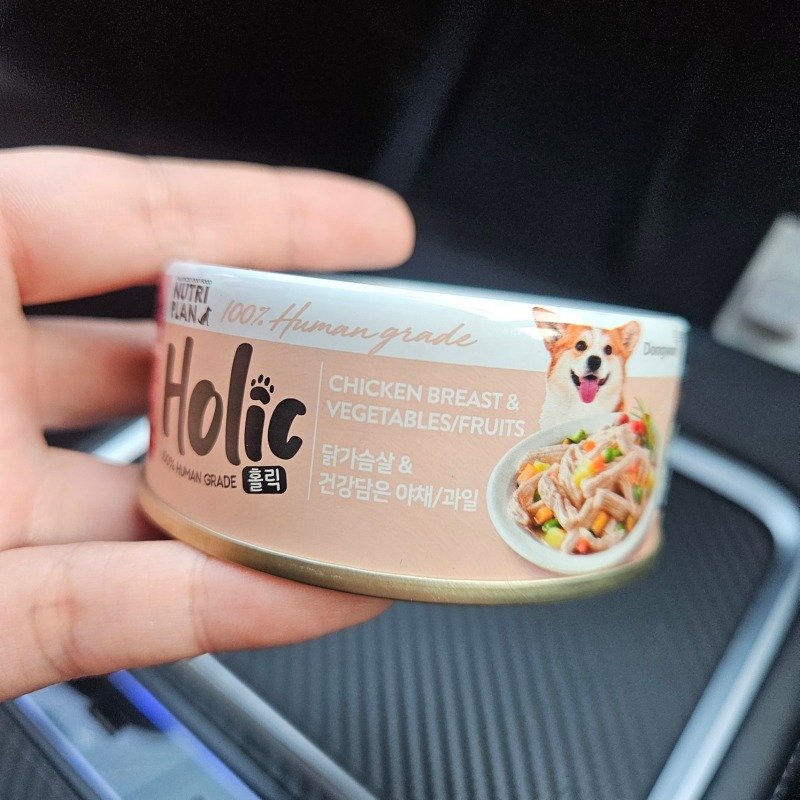 NUTRI
PLAN
100% Human grade
Holic
100% HUMAN GRADE 홀릭
CHICKEN BREAST &
VEGETABLES/FRUITS
닭가슴살 &
건강담은 야채/과일